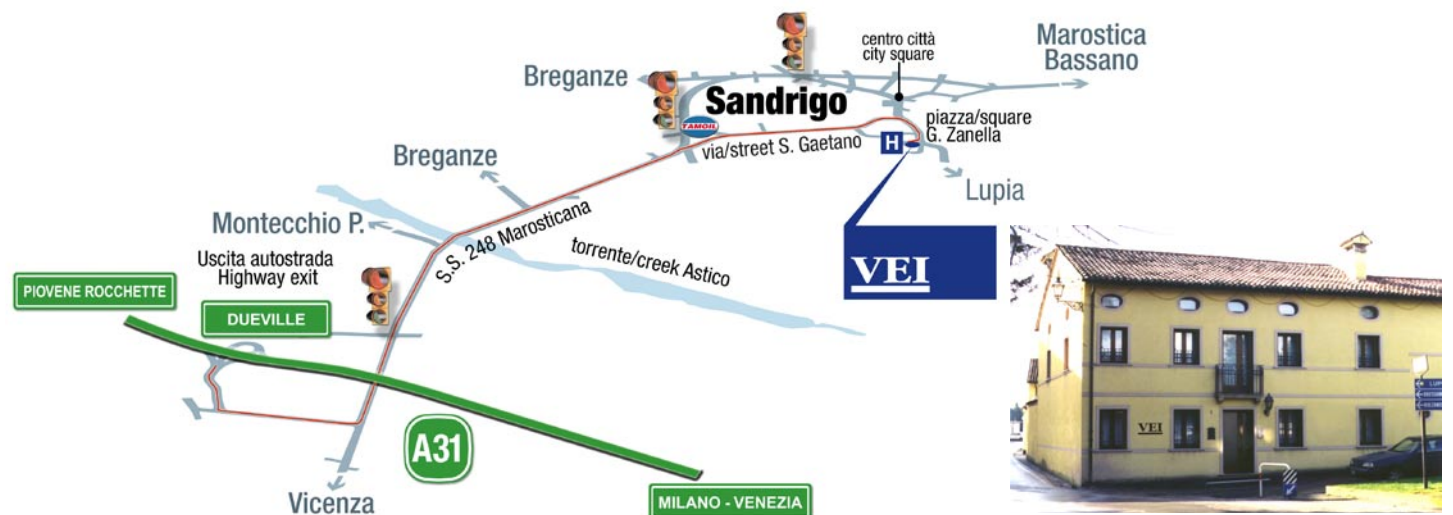 centro città
city square
Marostica
Bassano
Breganze
Sandrigo
TAMOIL
piazza/square
G. Zanella
via/street S. Gaetano
H
Breganze
Lupia
Montecchio P.
S.S. 248 Marosticana
Uscita autostrada
Highway exit
torrente/creek Astico
VEI
PIOVENE ROCCHETTE
DUEVILLE
A31
Vicenza
MILANO - VENEZIA
VEI